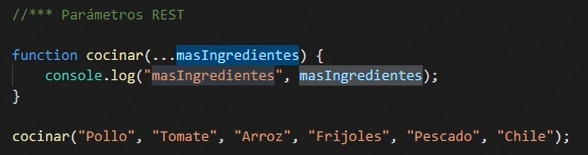 //*** Parámetros REST
function cocinar(...masIngredientes) {
console.log("masIngredientes", masIngredientes);
}
cocinar("Pollo", "Tomate", "Arroz", "Frijoles", "Pescado", "Chile");